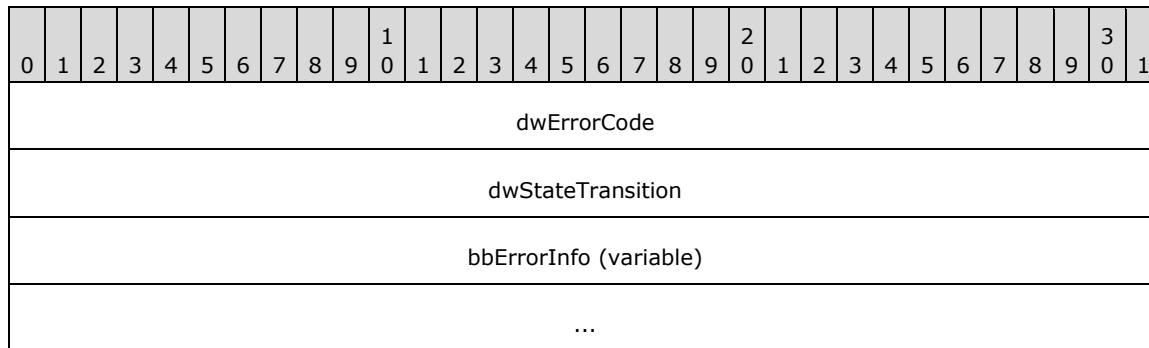 1 2 3
0 1 2 3 4 5 6 7 8 9 0 1 2 3 4 5 6 7 8 9 0 1 2 3 4 5 6 7 8 9 0 1
dwErrorCode
dwStateTransition
bbErrorInfo (variable)
...